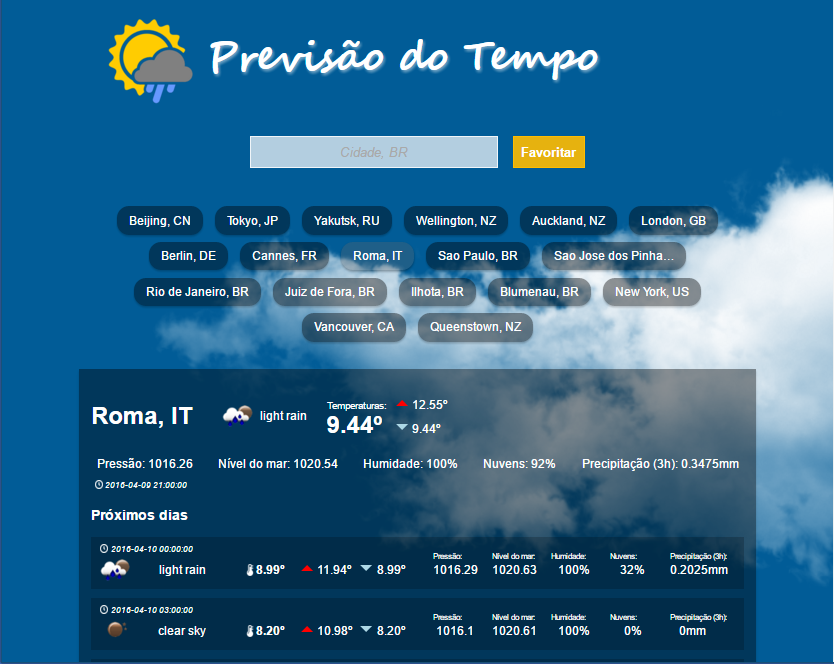 Previsão do Tempo
Cidade, BR Favoritar
Beijing, CN Tokyo, JP Yakutsk, RU Wellington, NZ Auckland, NZ London, GB
Berlin, DE Cannes, FR Roma, IT Sao Paulo, BR Sao Jose dos Pinha...
Rio de Janeiro, BR Juiz de Fora, BR Ilhota, BR Blumenau, BR New York, US
Vancouver, CA Queenstown, NZ
Roma, IT light rain Temperaturas: 9.44º 12.55º 9.44º
Pressão: 1016.26 Nível do mar: 1020.54 Humidade: 100% Nuvens: 92% Precipitação (3h): 0.3475mm
2016-04-09 21:00:00
Próximos dias
2016-04-10 00:00:00
Pressão: Nível do mar: Humidade: Nuvens: Precipitação (3h):
light rain 8.99º 11.94º 8.99º 1016.29 1020.63 100% 32% 0.2025mm
2016-04-10 03:00:00
Pressão: Nível do mar: Humidade: Nuvens: Precipitação (3h):
clear sky 8.20º 10.98º 8.20º 1016.1 1020.61 100% 0% 0mm